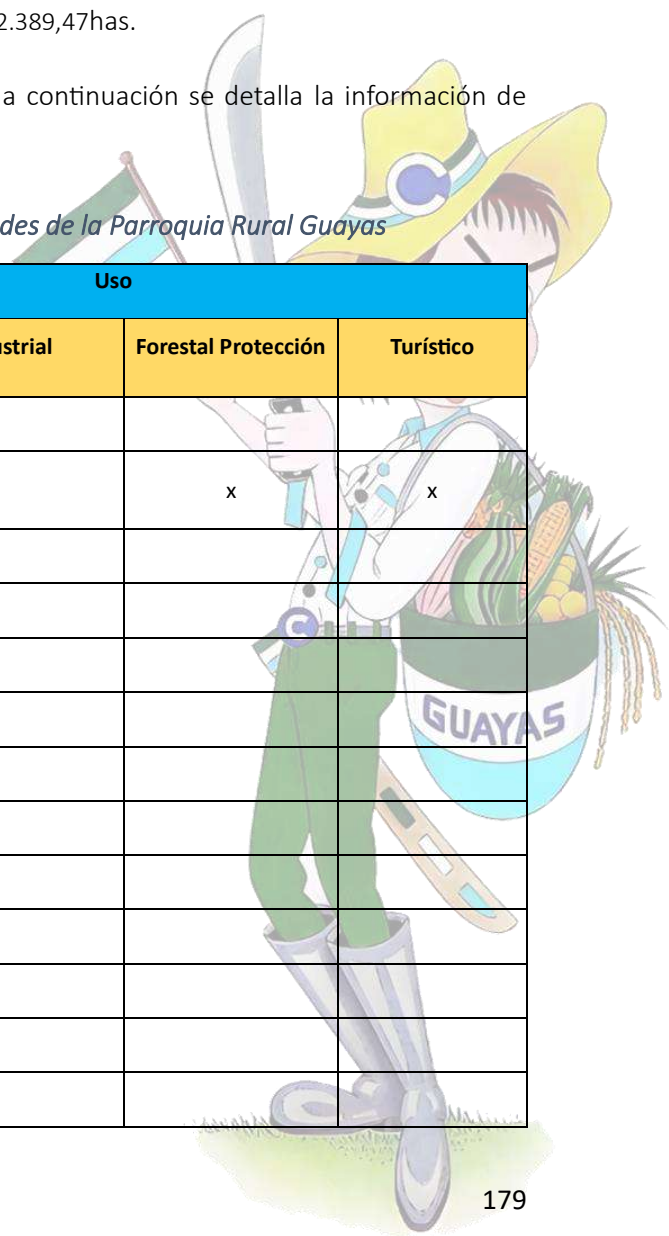 2.389,47has.
a continuación se detalla la información de
des de la Parroquia Rural Guayas
Uso
strial Forestal Protección Turístico
x x
GUAYAS
179